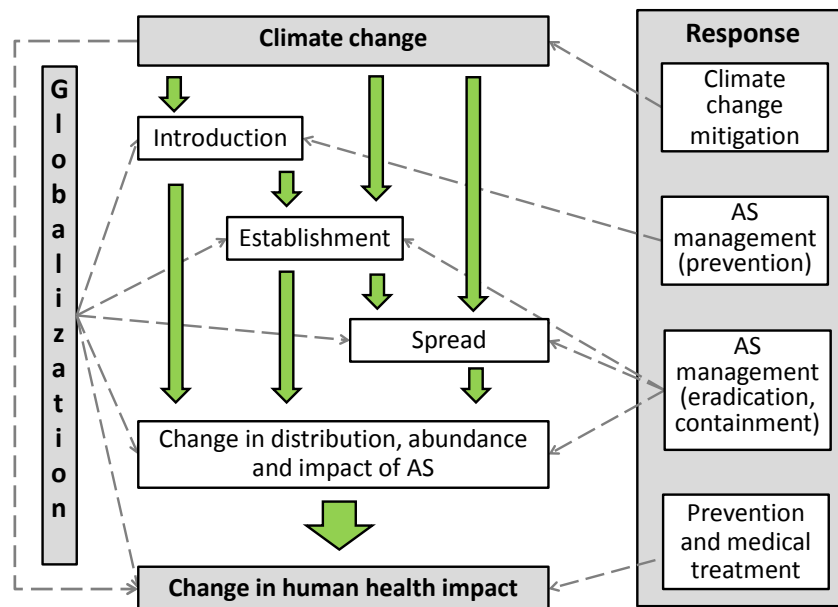 Climate change
Response
Globalization
Climate
change
mitigation
Introduction
AS
management
(prevention)
Establishment
Spread
AS
management
(eradication,
containment)
Change in distribution, abundance
and impact of AS
Prevention
and medical
treatment
Change in human health impact